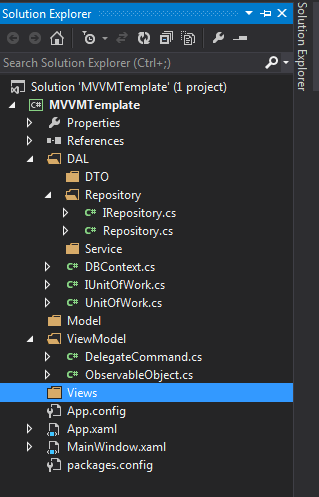 Solution Explorer
Search Solution Explorer (Ctrl+;)
Solution 'MVVMTemplate' (1 project)
C# MVVMTemplate
Properties
References
DAL
DTO
Repository
C# IRepository.cs
C# Repository.cs
Service
C# DBContext.cs
C# IUnitOfWork.cs
C# UnitOfWork.cs
Model
ViewModel
C# DelegateCommand.cs
C# ObservableObject.cs
Views
App.config
App.xaml
MainWindow.xaml
packages.config
Solution Explorer